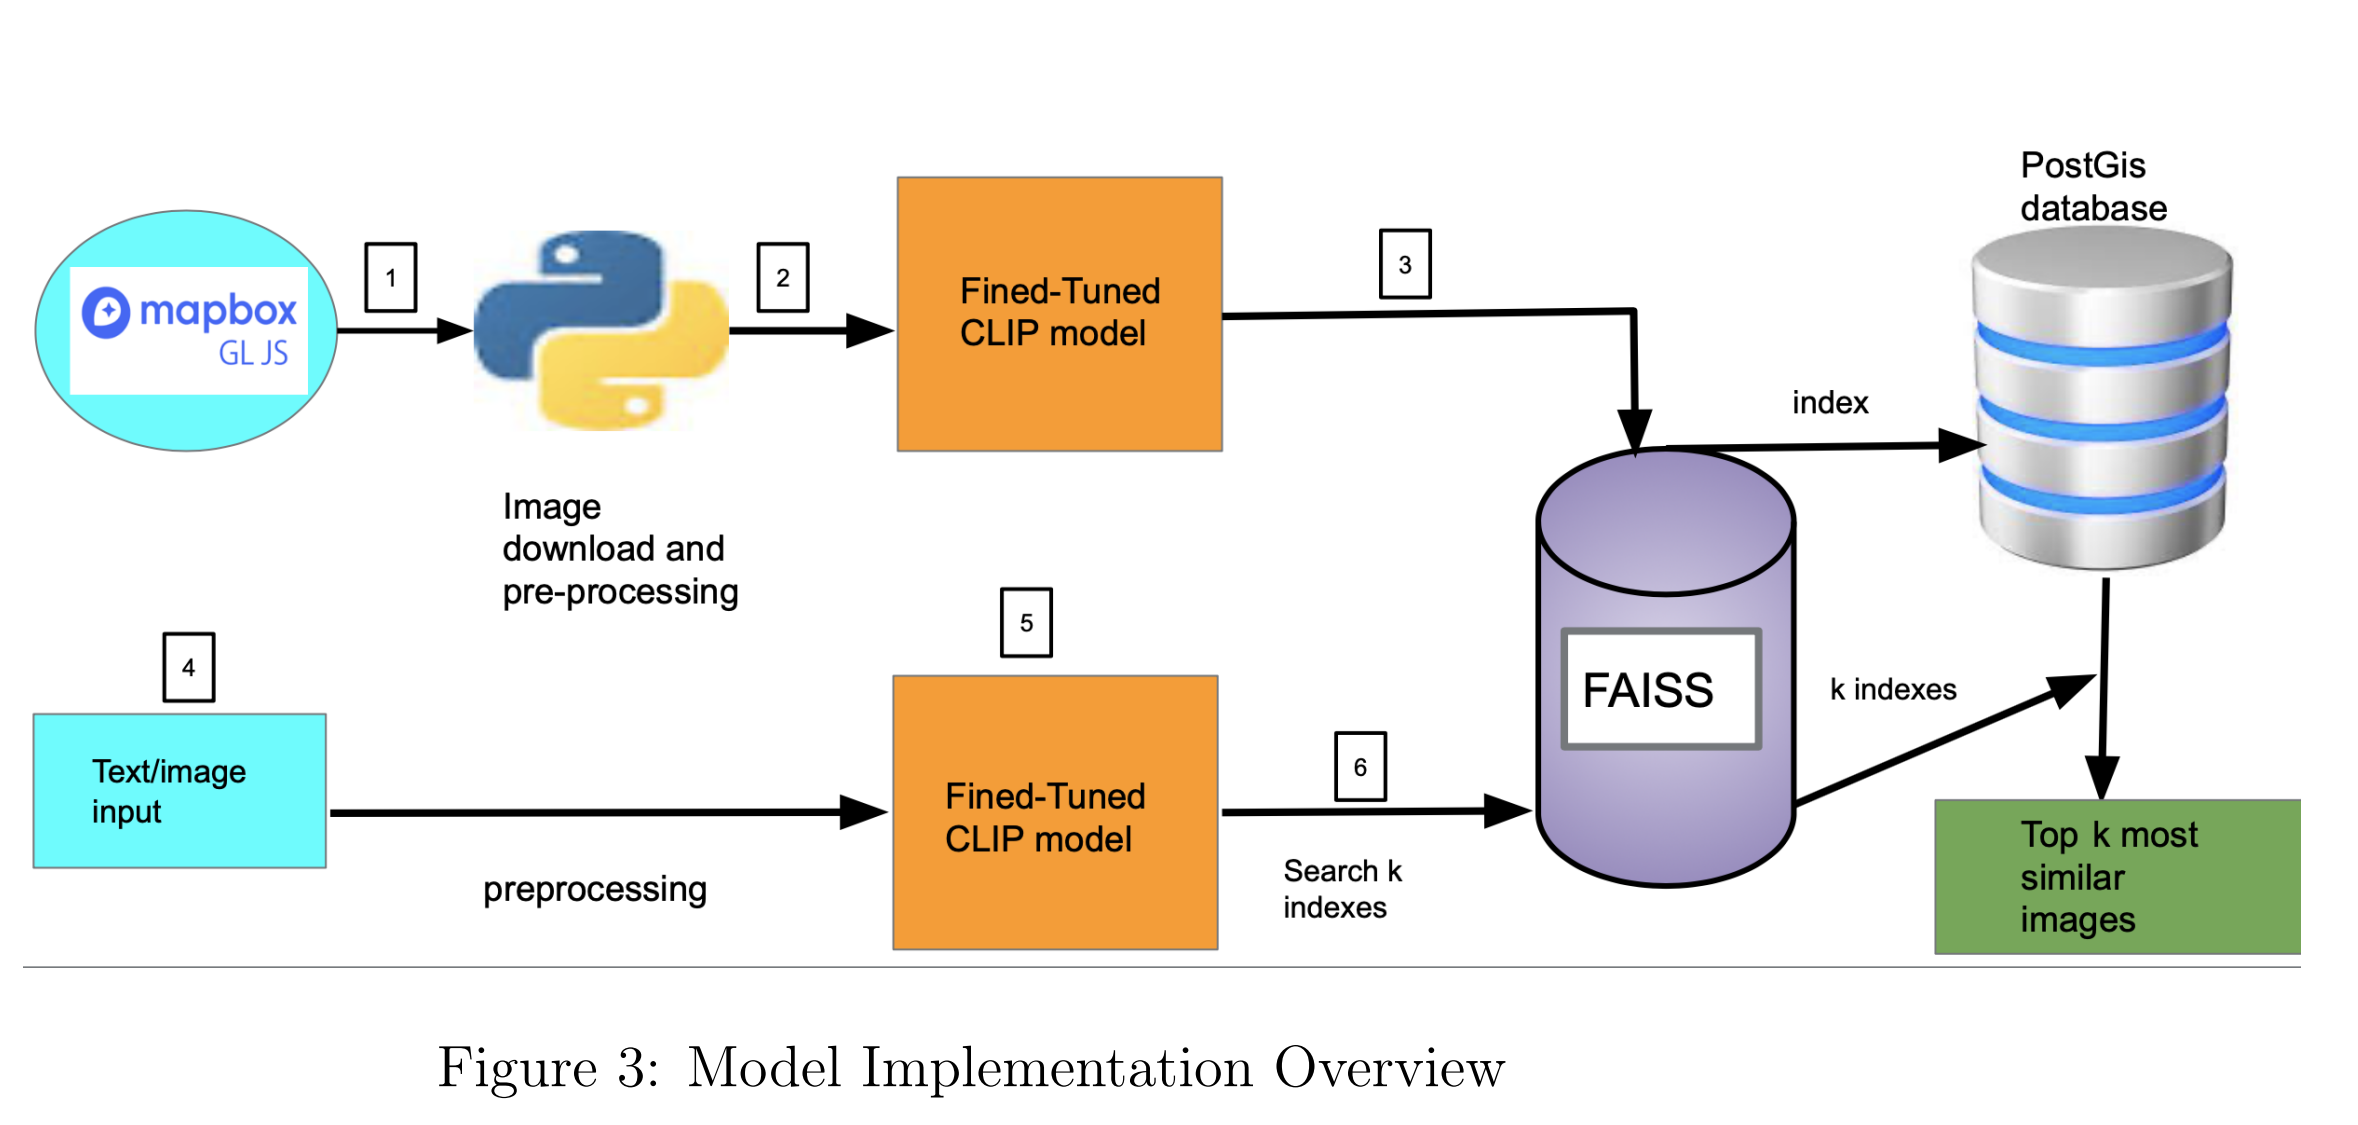 PostGis
database
1
2
3
mapbox
GL JS
Fined-Tuned
CLIP model
index
Image
download and
pre-processing
4
5
6
Text/image
input
preprocessing
Fined-Tuned
CLIP model
Search k
indexes
FAISS
k indexes
Top k most
similar
images
Figure 3: Model Implementation Overview